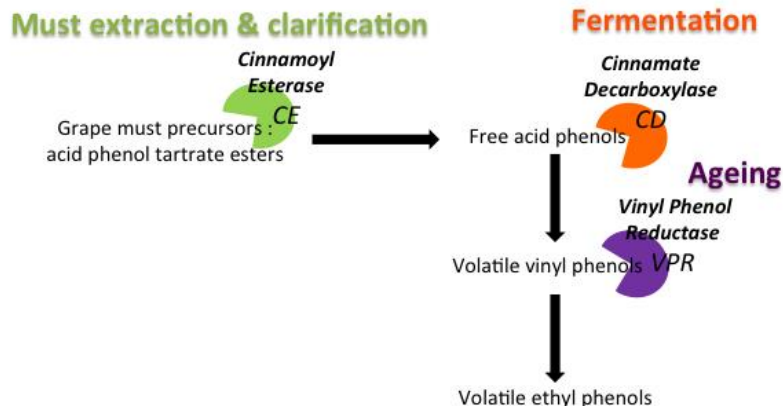 Must extraction & clarification
Cinnamoyl
Esterase
CE
Grape must precursors :
acid phenol tartrate esters
Fermentation
Cinnamate
Decarboxylase
CD
Free acid phenols
Ageing
Vinyl Phenol
Reductase
Volatile vinyl phenols
VPR
Volatile ethyl phenols